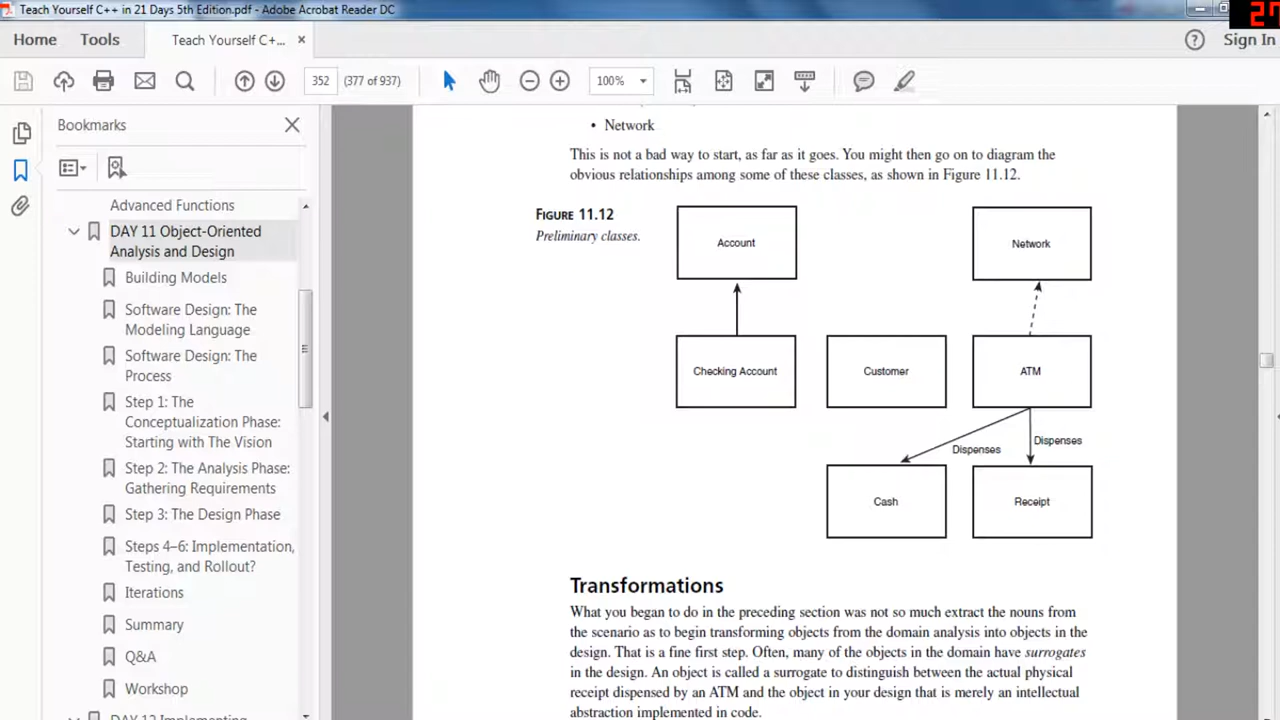 Teach Yourself C++ in 21 Days 5th Edition.pdf - Adobe Acrobat Reader DC
27
Home
Tools
Teach Yourself C+...
Sign In
352
(377 of 937)
100%
Bookmarks
Advanced Functions
DAY 11 Object-Oriented
Analysis and Design
Building Models
Software Design: The
Modeling Language
Software Design: The
Process
Step 1: The
Conceptualization Phase:
Starting with The Vision
Step 2: The Analysis Phase:
Gathering Requirements
Step 3: The Design Phase
Steps 4–6: Implementation,
Testing, and Rollout?
Iterations
Summary
Q&A
Workshop
DAY 12 Implementing
• Network
This is not a bad way to start, as far as it goes. You might then go on to diagram the
obvious relationships among some of these classes, as shown in Figure 11.12.
FIGURE 11.12
Preliminary classes.
Account
Network
Checking Account
Customer
ATM
Dispenses
Dispenses
Cash
Receipt
Transformations
What you began to do in the preceding section was not so much extract the nouns from
the scenario as to begin transforming objects from the domain analysis into objects in the
design. That is a fine first step. Often, many of the objects in the domain have surrogates
in the design. An object is called a surrogate to distinguish between the actual physical
receipt dispensed by an ATM and the object in your design that is merely an intellectual
abstraction implemented in code.